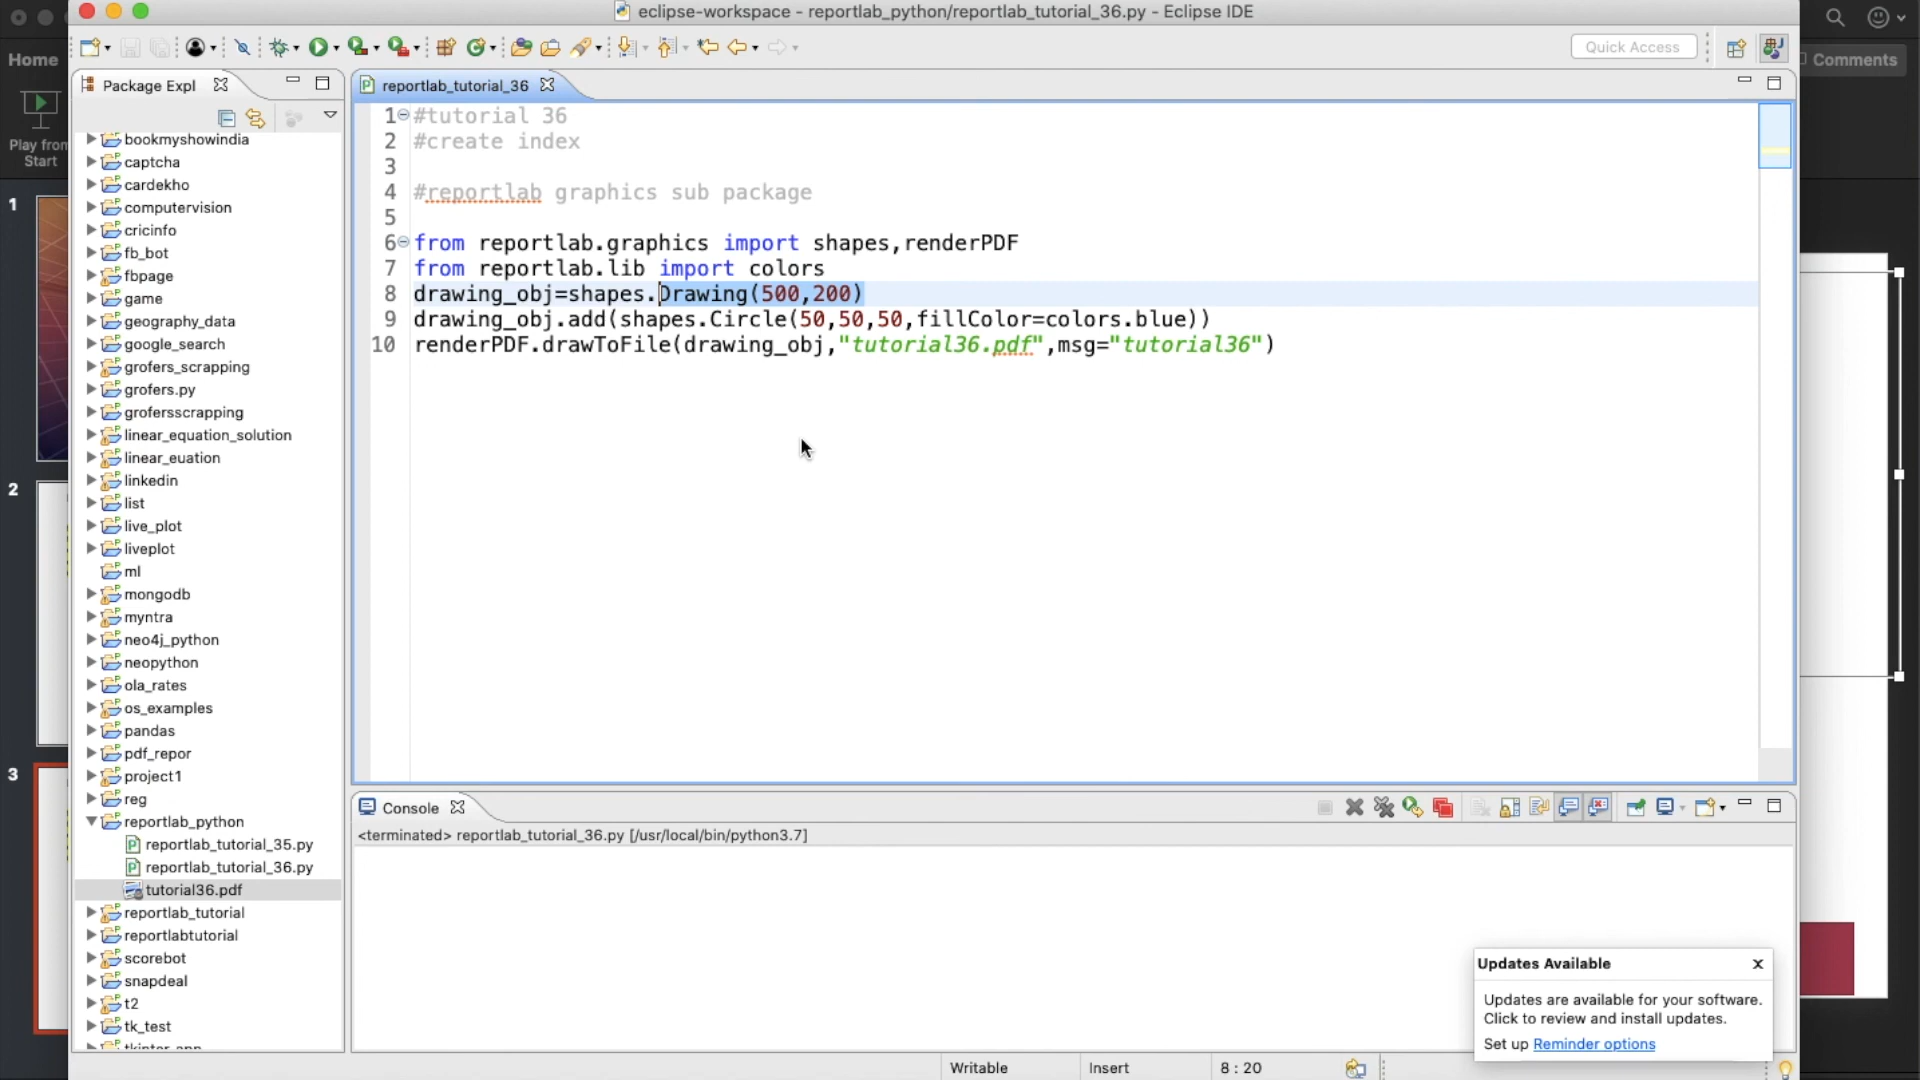 eclipse-workspace - reportlab_python/reportlab_tutorial_36.py - Eclipse IDE
Home
Comments
Quick Access
Play from
Start
Package Expl
reportlab_tutorial_36
bookmyshowindia
captcha
cardekho
computervision
cricinfo
fb_bot
fbpage
game
geography_data
google_search
grofers_scrapping
grofers.py
grofersscrapping
linear_equation_solution
linear_euation
linkedin
list
live_plot
liveplot
ml
mongodb
myntra
neo4j_python
neopython
ola_rates
os_examples
pandas
pdf_repor
project1
reg
reportlab_python
reportlab_tutorial_35.py
reportlab_tutorial_36.py
tutorial36.pdf
reportlab_tutorial
reportlabtutorial
scorebot
snapdeal
t2
tk_test
1
2
3
1 #tutorial 36
2 #create index
3
4 #reportlab graphics sub package
5
6 from reportlab.graphics import shapes,renderPDF
7 from reportlab.lib import colors
8 drawing_obj=shapes.Drawing(500,200)
9 drawing_obj.add(shapes.Circle(50,50,50,fillColor=colors.blue))
10 renderPDF.drawToFile(drawing_obj,"tutorial36.pdf",msg="tutorial36")
Console
<terminated> reportlab_tutorial_36.py [/usr/local/bin/python3.7]
Updates Available
Updates are available for your software.
Click to review and install updates.
Set up Reminder options
Writable
Insert
8 : 20